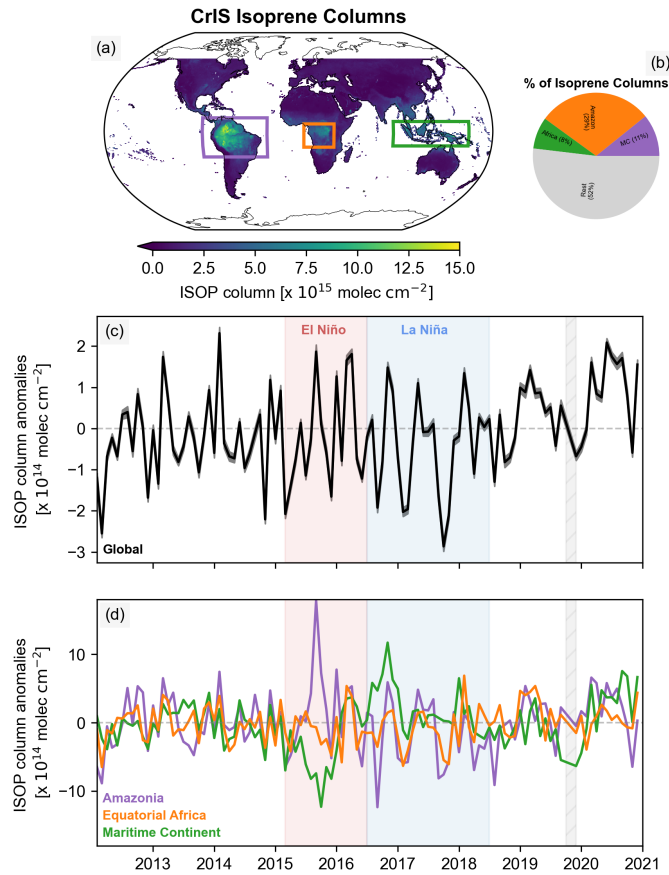 CrIS Isoprene Columns
(a)
(b)
% of Isoprene Columns
Amazon
(29%)
Africa (8%)
MC (11%)
Rest
(52%)
0.0 2.5 5.0 7.5 10.0 12.5 15.0
ISOP column [x 10¹⁵ molec cm⁻²]
(c)
El Niño
La Niña
ISOP column anomalies
[x 10¹⁴ molec cm⁻²]
2
1
0
−1
−2
−3
Global
(d)
ISOP column anomalies
[x 10¹⁴ molec cm⁻²]
10
0
−10
Amazonia
Equatorial Africa
Maritime Continent
2013 2014 2015 2016 2017 2018 2019 2020 2021